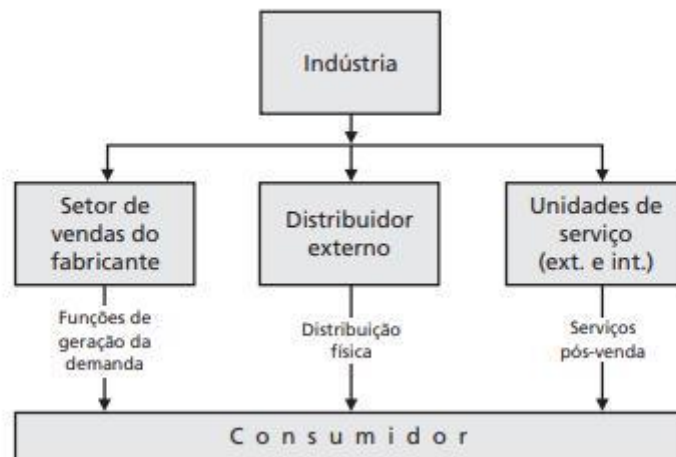 Indústria
Setor de
vendas do
fabricante
Distribuidor
externo
Unidades de
serviço
(ext. e int.)
Funções de
geração da
demanda
Distribuição
física
Serviços
pós-venda
Consumidor